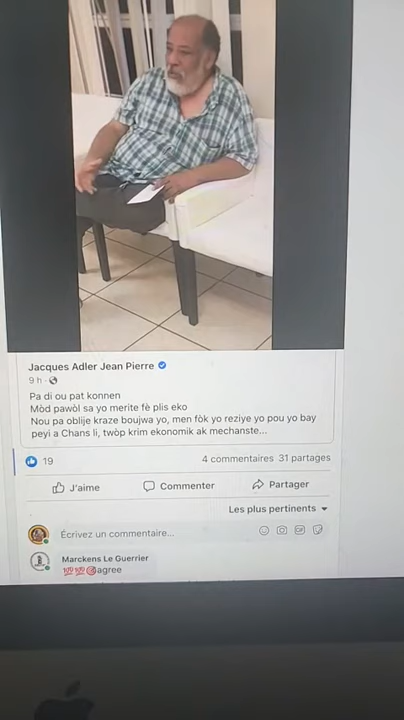 Jacques Adler Jean Pierre
9 h
Pa di ou pat konnen
Mòd pawòl sa yo merite fè plis eko
Nou pa oblije kraze boujwa yo, men fòk yo reziye yo pou yo bay
peyi a Chans li, twòp krim ekonomik ak mechanste...
19
4 commentaires 31 partages
J'aime
Commenter
Partager
Les plus pertinents
Écrivez un commentaire...
GIF
Marckens Le Guerrier
💯💯🎯agree